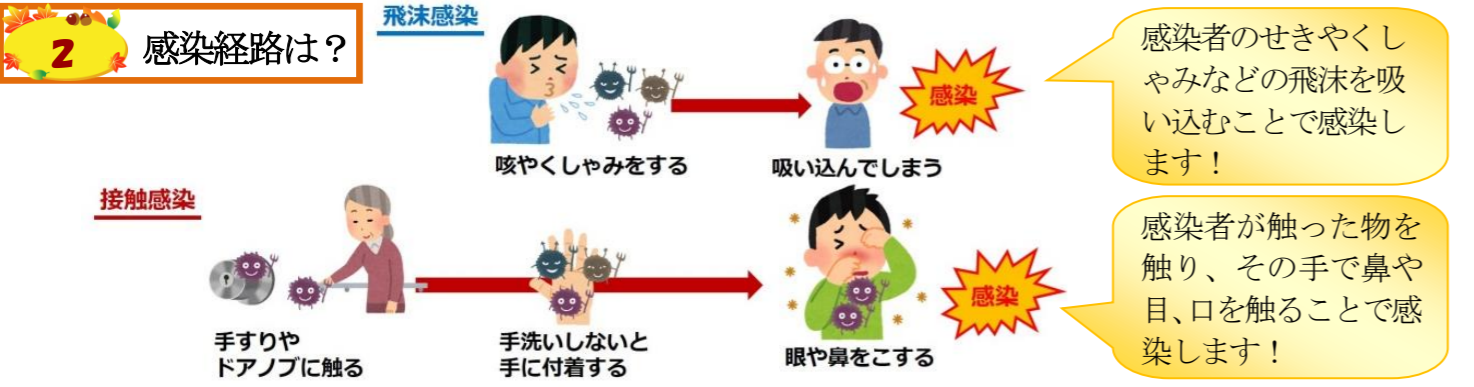 2 感染経路は？
飛沫感染
咳やくしゃみをする
吸い込んでしまう
感染
感染者のせきやくし
ゃみなどの飛沫を吸
い込むことで感染し
ます！
接触感染
手すりや
ドアノブに触る
手洗いしないと
手に付着する
眼や鼻をこする
感染
感染者が触った物を
触り、その手で鼻や
目、口を触ることで感
染します！